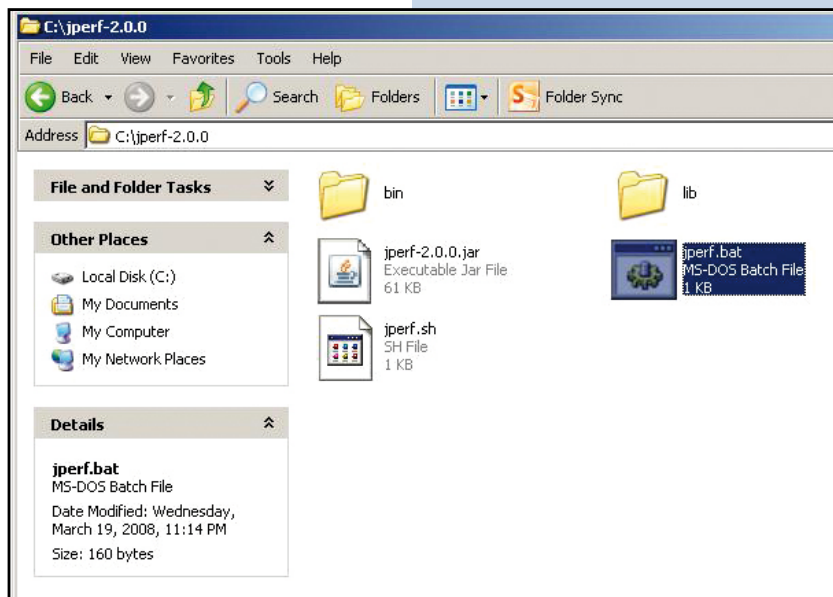 C:\jperf-2.0.0
File Edit View Favorites Tools Help
Back Search Folders Folder Sync
Address C:\jperf-2.0.0
File and Folder Tasks
Other Places
Local Disk (C:)
My Documents
My Computer
My Network Places
Details
jperf.bat
MS-DOS Batch File
Date Modified: Wednesday,
March 19, 2008, 11:14 PM
Size: 160 bytes
bin
lib
jperf-2.0.0.jar
Executable Jar File
61 KB
jperf.bat
MS-DOS Batch File
1 KB
jperf.sh
SH File
1 KB